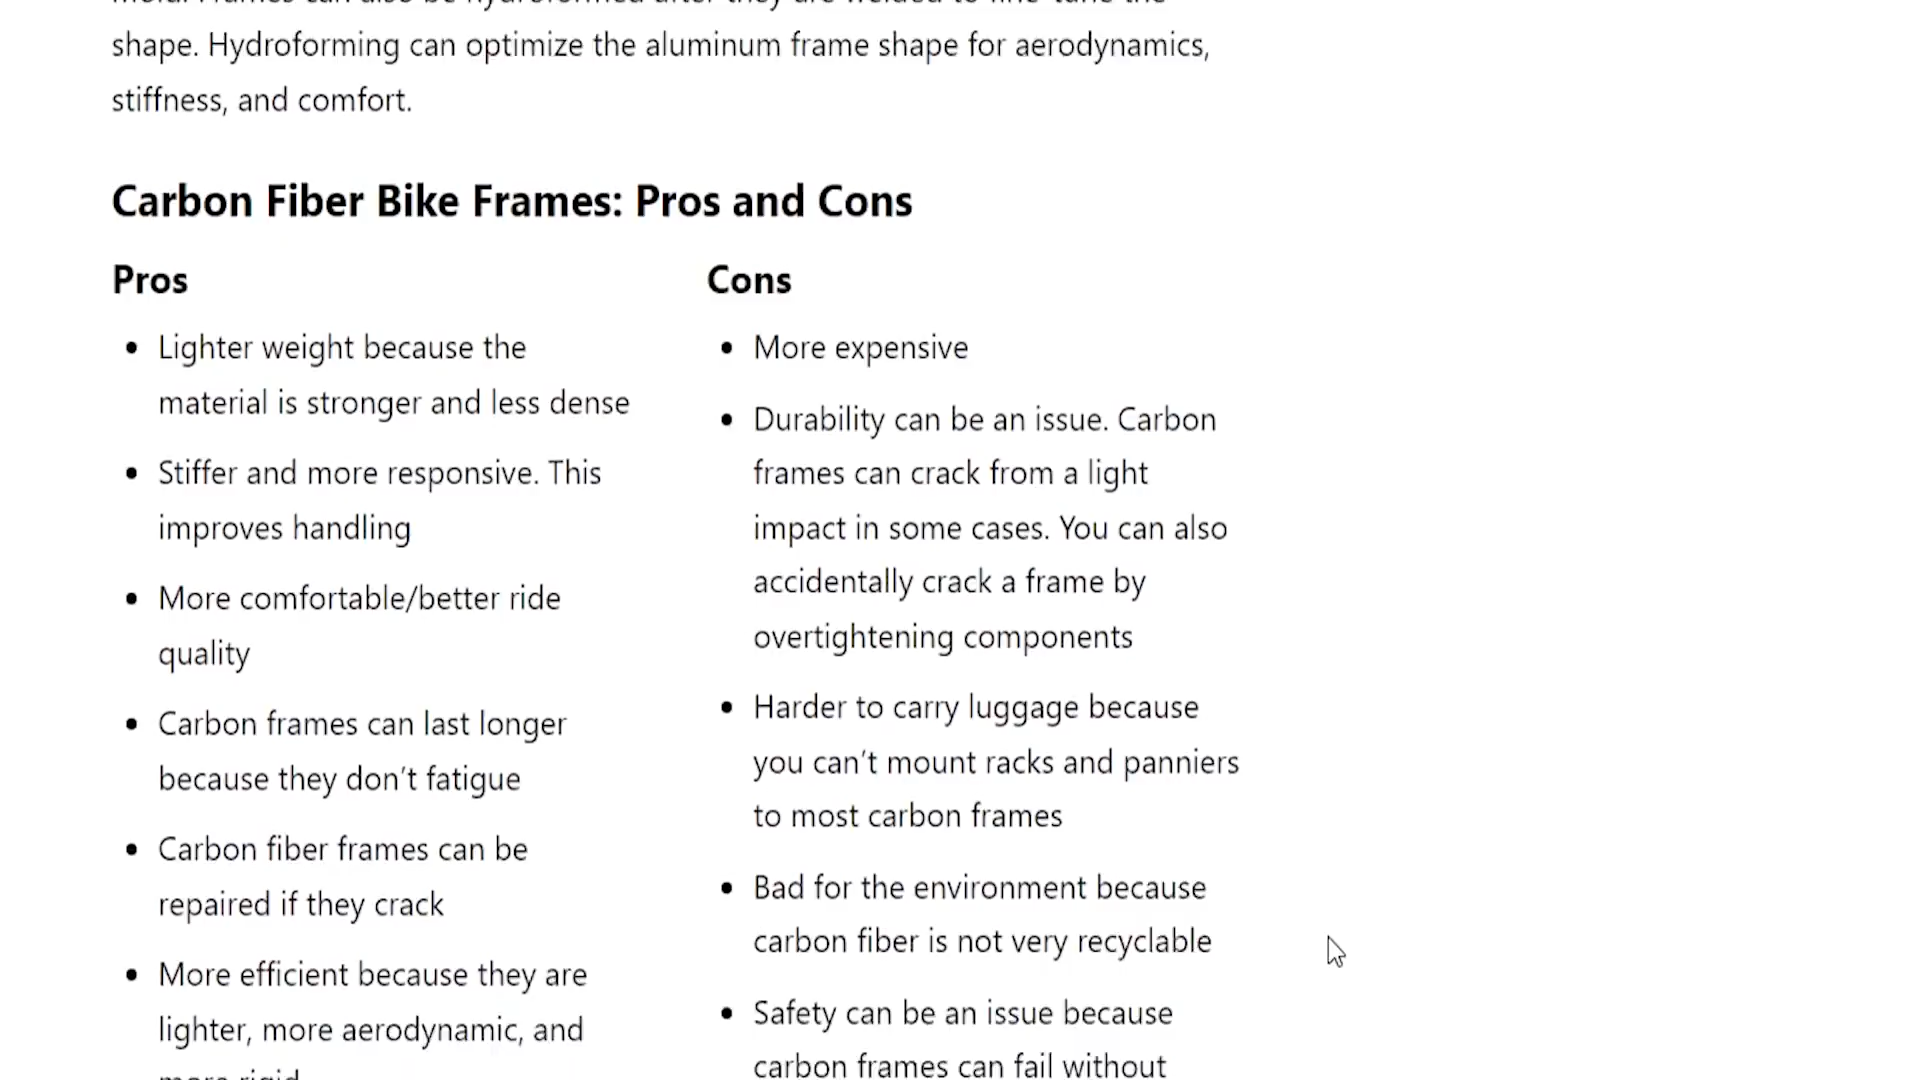 shape. Hydroforming can optimize the aluminum frame shape for aerodynamics,
stiffness, and comfort.
Carbon Fiber Bike Frames: Pros and Cons
Pros
• Lighter weight because the
material is stronger and less dense
• Stiffer and more responsive. This
improves handling
• More comfortable/better ride
quality
• Carbon frames can last longer
because they don’t fatigue
• Carbon fiber frames can be
repaired if they crack
• More efficient because they are
lighter, more aerodynamic, and
more rigid
Cons
• More expensive
• Durability can be an issue. Carbon
frames can crack from a light
impact in some cases. You can also
accidentally crack a frame by
overtightening components
• Harder to carry luggage because
you can’t mount racks and panniers
to most carbon frames
• Bad for the environment because
carbon fiber is not very recyclable
• Safety can be an issue because
carbon frames can fail without